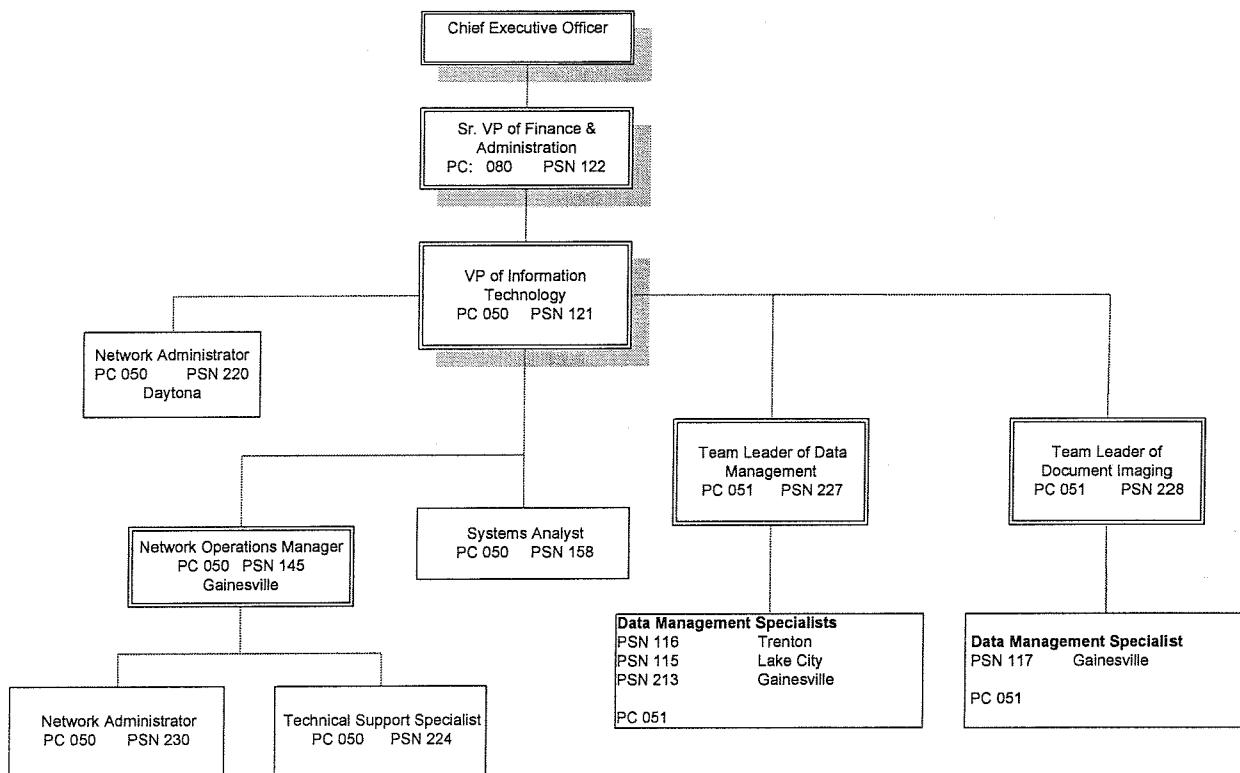 Chief Executive Officer
Sr. VP of Finance &
Administration
PC: 080 PSN 122
VP of Information
Technology
PC 050 PSN 121
Network Administrator
PC 050 PSN 220
Daytona
Team Leader of Data
Management
PC 051 PSN 227
Team Leader of
Document Imaging
PC 051 PSN 228
Network Operations Manager
PC 050 PSN 145
Gainesville
Systems Analyst
PC 050 PSN 158
Data Management Specialists
PSN 116 Trenton
PSN 115 Lake City
PSN 213 Gainesville
PC 051
Data Management Specialist
PSN 117 Gainesville
PC 051
Network Administrator
PC 050 PSN 230
Technical Support Specialist
PC 050 PSN 224